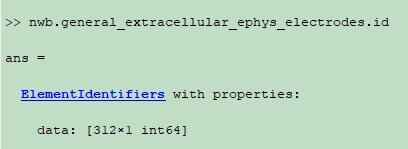 >> nwb.general_extracellular_ephys_electrodes.id
ans =
ElementIdentifiers with properties:
data: [312×1 int64]